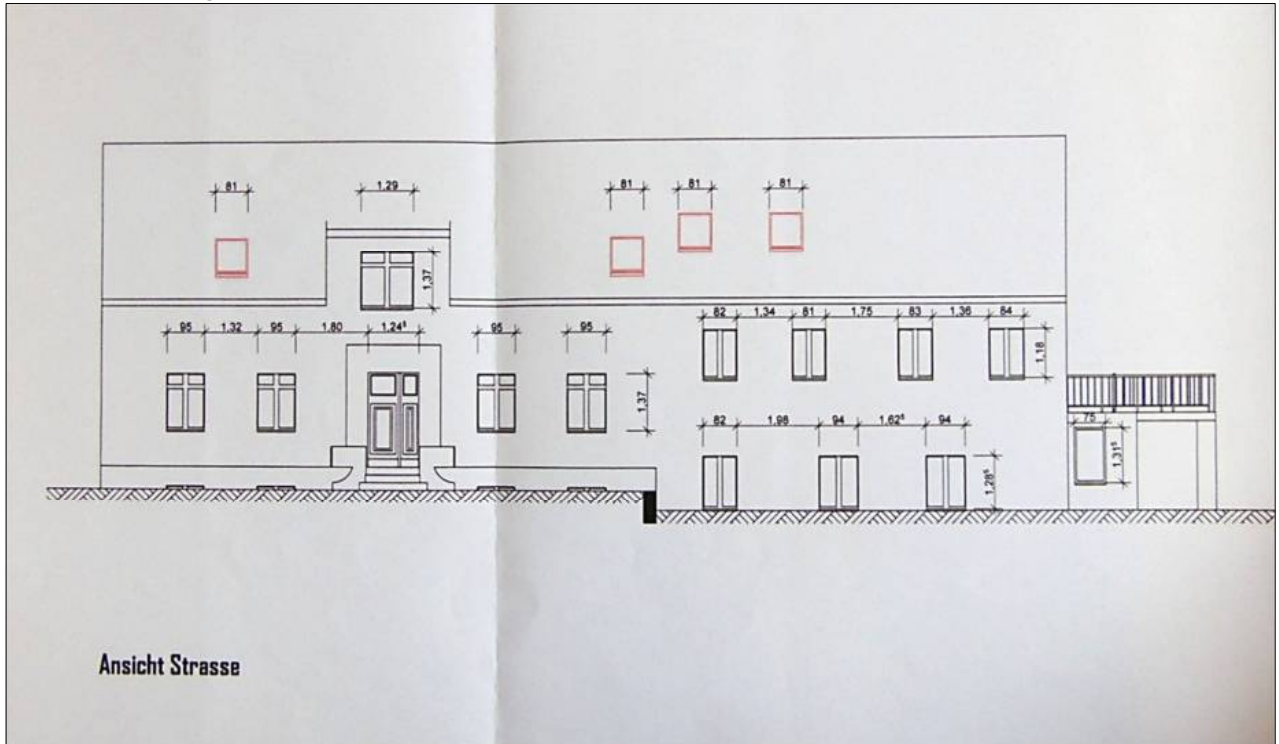 81 1,29 81 81 81
1,37
95 1,32 95 1,80 1,24⁵ 95 95
82 1,34 81 1,75 83 1,36 84
1,18
1,37
82 1,98 94 1,62⁵ 94
75
1,31⁵
1,28⁵
Ansicht Strasse